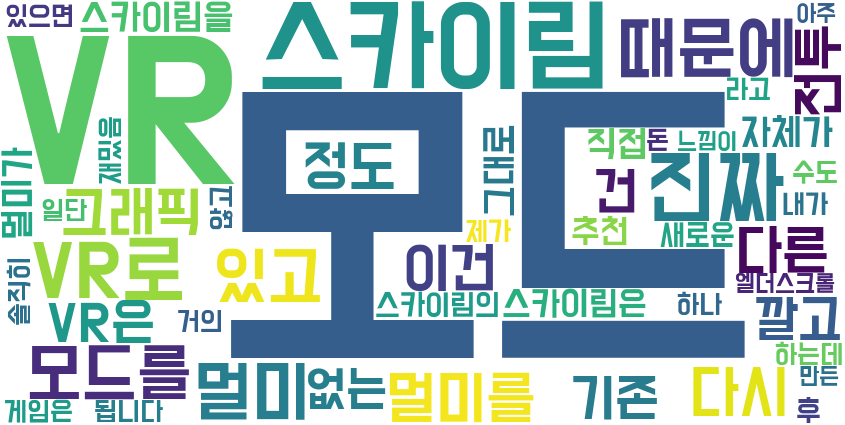 있으면
스카이림을
VR
스카이림
때문에
아주
전투
라고
재밌음
정도
모드
그대로
직접
돈
느낌이
자체가
멀미가
진짜
수도
건
내가
일단
그래픽
않고
제가
추천
새로운
VR로
있고
이건
다른
엘더스크롤
솔직히
VR은
거의
스카이림의
스카이림은
하나
깔고
모드를
하는데
멀미
없는
멀미를
기존
다시
만든
게임은
됩니다
후